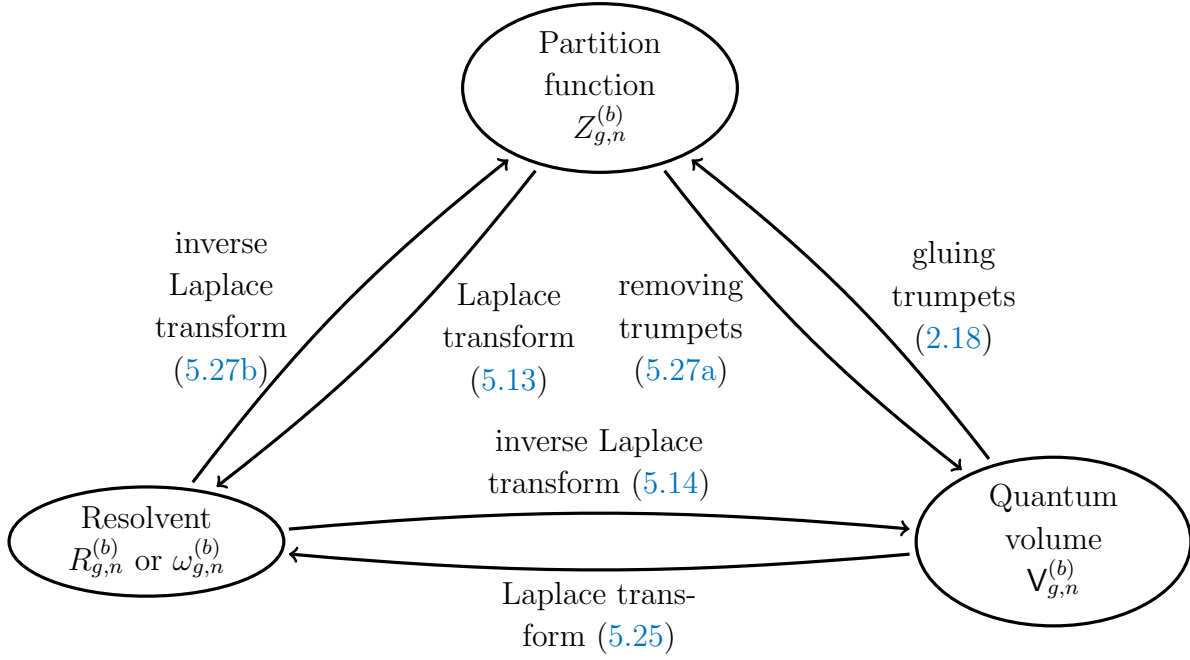 Partition
function
Z_{g,n}^{(b)}
inverse
Laplace
transform
(5.27b)
Laplace
transform
(5.13)
removing
trumpets
(5.27a)
gluing
trumpets
(2.18)
inverse Laplace
transform (5.14)
Resolvent
R_{g,n}^{(b)} or ω_{g,n}^{(b)}
Quantum
volume
V_{g,n}^{(b)}
Laplace trans-
form (5.25)